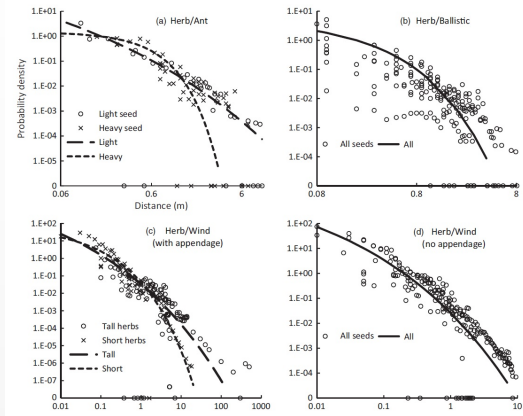 (a) Herb/Ant
1.E+01
1.E+00
1.E-01
1.E-02
1.E-03
1.E-04
1.E-05
0
Probability density
Light seed
Heavy seed
Light
Heavy
0.06 0.6 6
Distance (m)
(b) Herb/Ballistic
1.E+01
1.E+00
1.E-01
1.E-02
1.E-03
1.E-04
0
All seeds All
0.08 0.8 8
(c) Herb/Wind
(with appendage)
1.E+02
1.E+01
1.E+00
1.E-01
1.E-02
1.E-03
1.E-04
1.E-05
1.E-06
1.E-07
0
Tall herbs
Short herbs
Tall
Short
0.01 0.1 1 10 100 1000
(d) Herb/Wind
(no appendage)
1.E+02
1.E+01
1.E+00
1.E-01
1.E-02
1.E-03
1.E-04
0
All seeds All
0.01 0.1 1 10